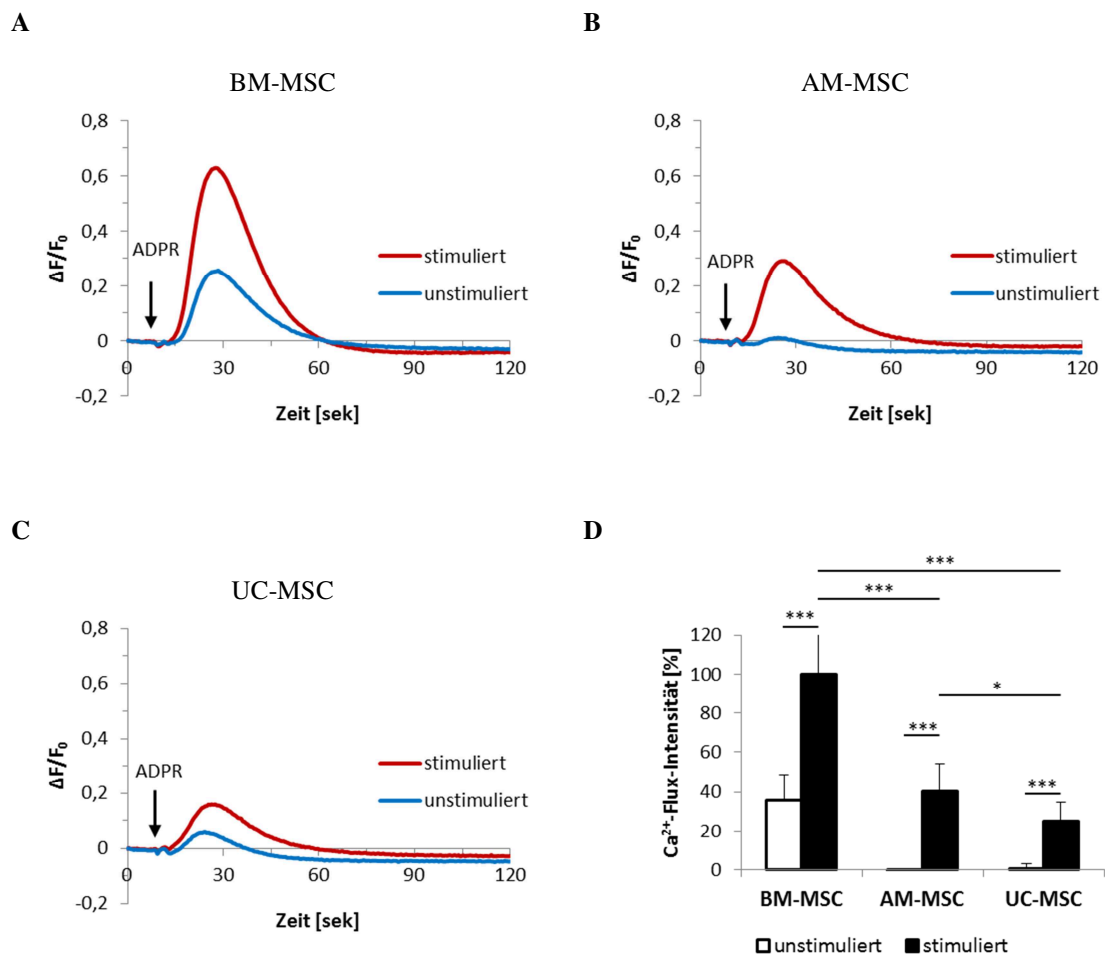 A
BM-MSC
0,8
0,6
0,4
0,2
0
-0,2
ΔF/F₀
ADPR
stimuliert
unstimuliert
0 30 60 90 120
Zeit [sek]
B
AM-MSC
0,8
0,6
0,4
0,2
0
-0,2
ΔF/F₀
ADPR
stimuliert
unstimuliert
0 30 60 90 120
Zeit [sek]
C
UC-MSC
0,8
0,6
0,4
0,2
0
-0,2
ΔF/F₀
ADPR
stimuliert
unstimuliert
0 30 60 90 120
Zeit [sek]
D
***
***
***
*
***
***
120
100
80
60
40
20
0
Ca²⁺-Flux-Intensität [%]
BM-MSC AM-MSC UC-MSC
unstimuliert stimuliert